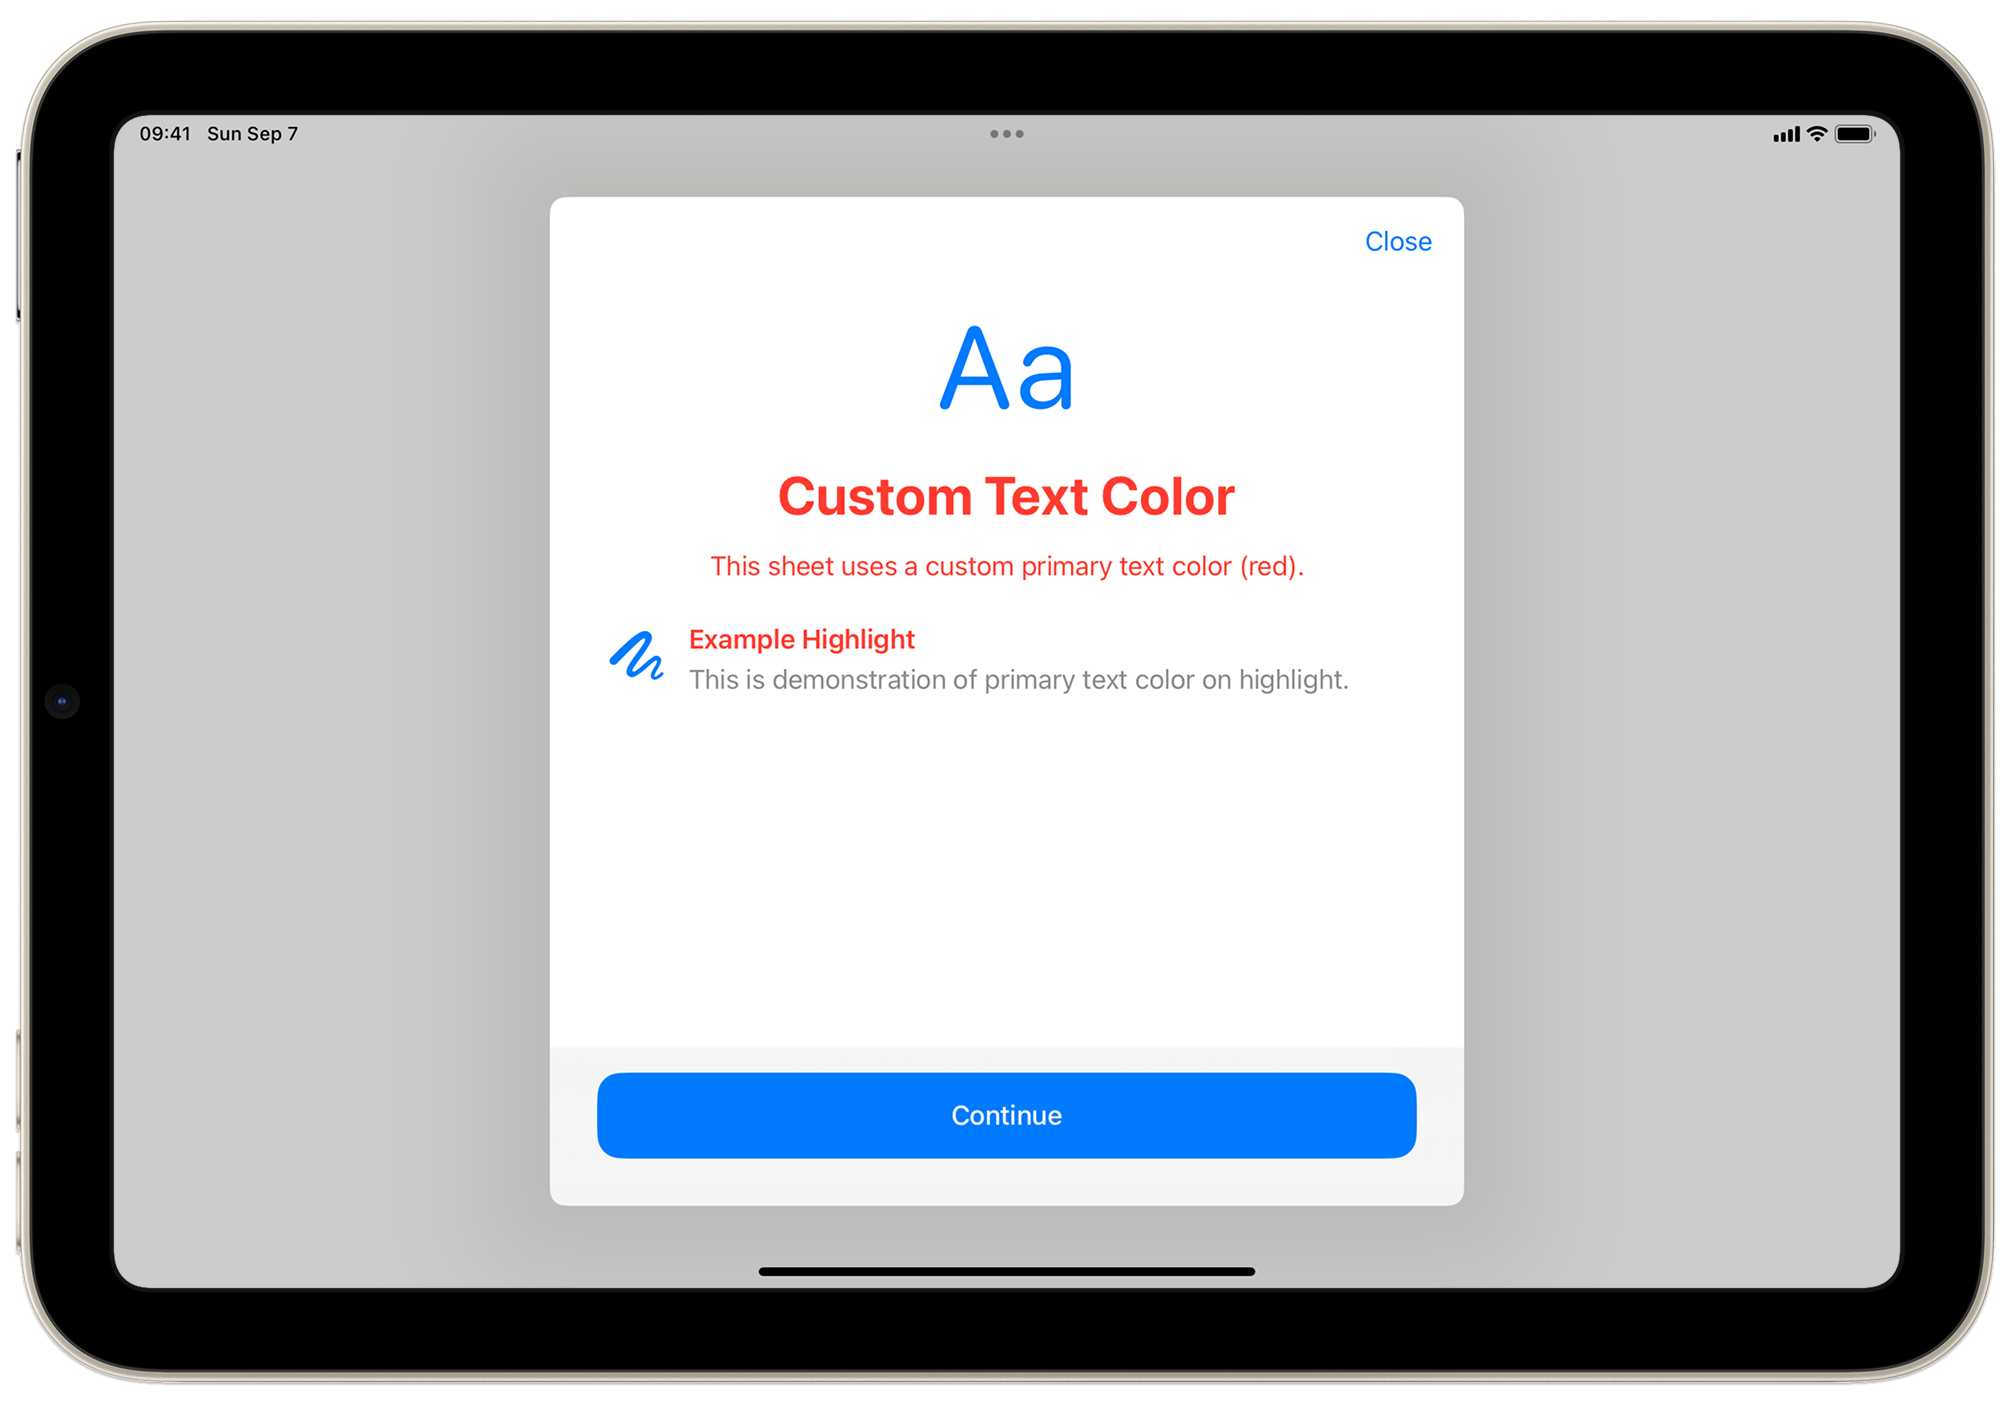 09:41 Sun Sep 7
Close
Aa
Custom Text Color
This sheet uses a custom primary text color (red).
Example Highlight
This is demonstration of primary text color on highlight.
Continue